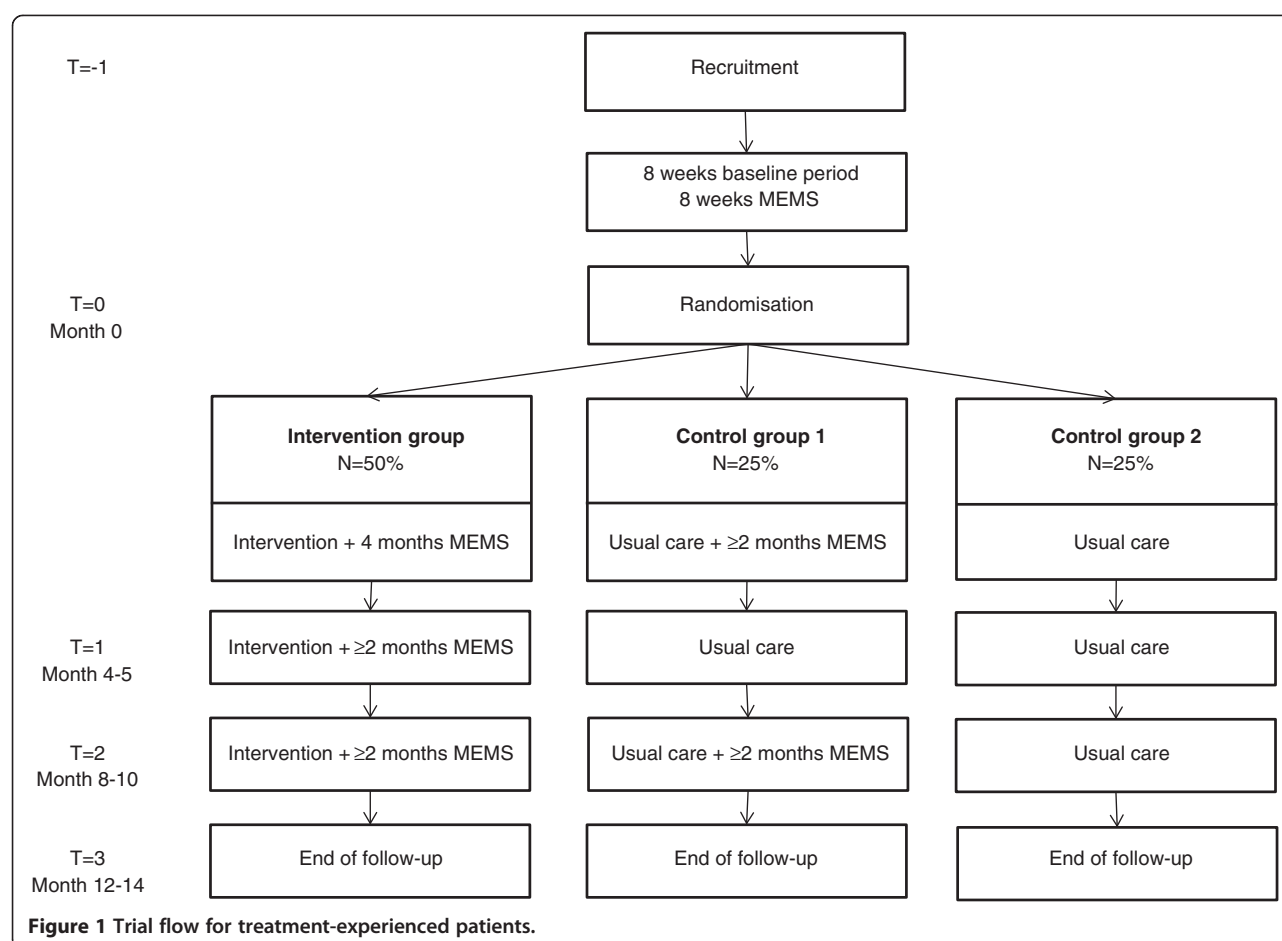 T=-1
Recruitment
8 weeks baseline period
8 weeks MEMS
T=0
Month 0
Randomisation
Intervention group
N=50%
Control group 1
N=25%
Control group 2
N=25%
Intervention + 4 months MEMS
Usual care + ≥2 months MEMS
Usual care
T=1
Month 4-5
Intervention + ≥2 months MEMS
Usual care
Usual care
T=2
Month 8-10
Intervention + ≥2 months MEMS
Usual care + ≥2 months MEMS
Usual care
T=3
Month 12-14
End of follow-up
End of follow-up
End of follow-up
Figure 1 Trial flow for treatment-experienced patients.